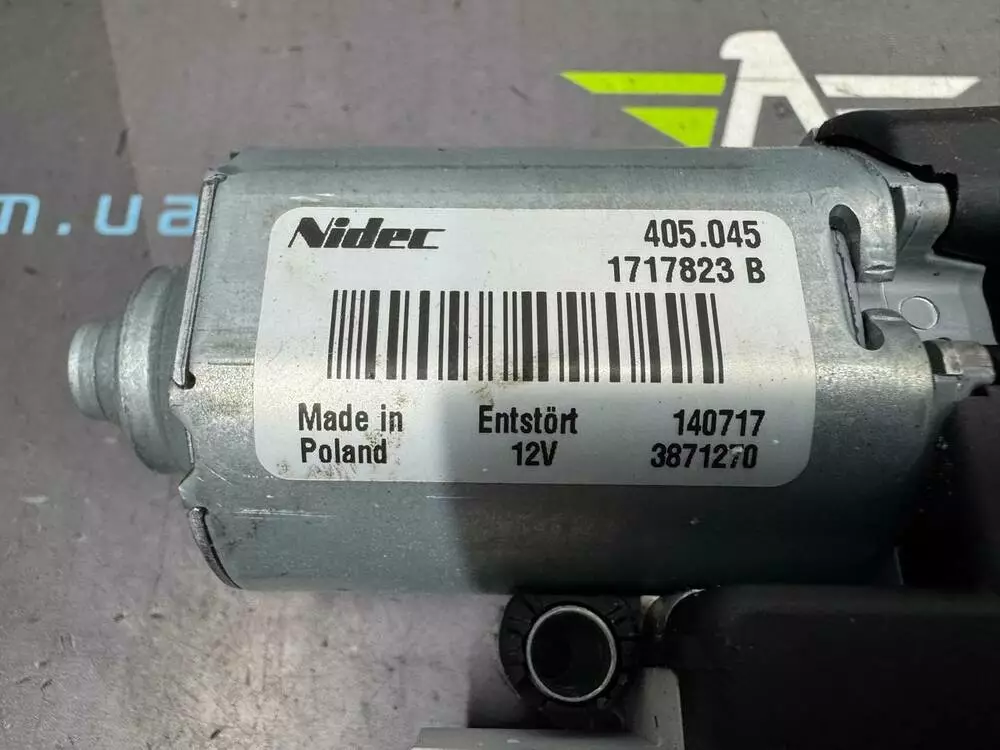 m.ua
Nidec
405.045
1717823 B
Made in Poland
Entstört 12V
140717
3871270